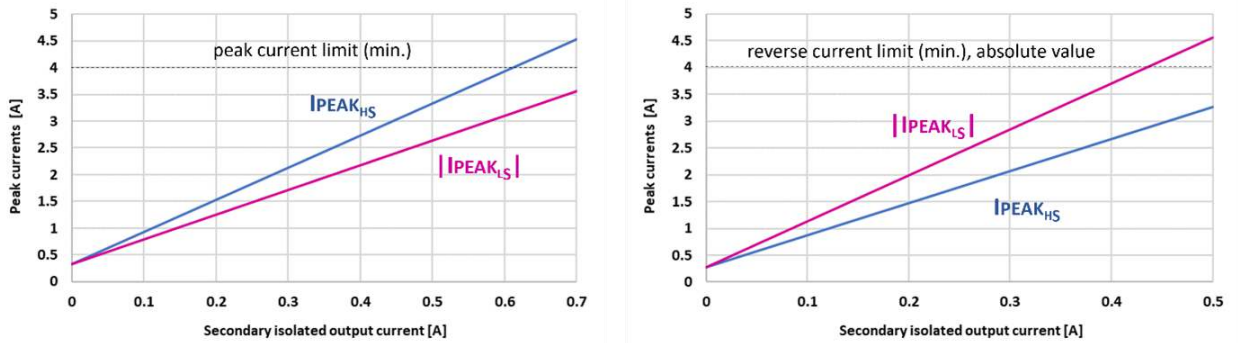 5
4.5
4
3.5
3
2.5
2
1.5
1
0.5
0
Peak currents [A]
peak current limit (min.)
IPEAKHS
|IPEAKLS|
0 0.1 0.2 0.3 0.4 0.5 0.6 0.7
Secondary isolated output current [A]
5
4.5
4
3.5
3
2.5
2
1.5
1
0.5
0
Peak currents [A]
reverse current limit (min.), absolute value
|IPEAKLS|
IPEAKHS
0 0.1 0.2 0.3 0.4 0.5
Secondary isolated output current [A]